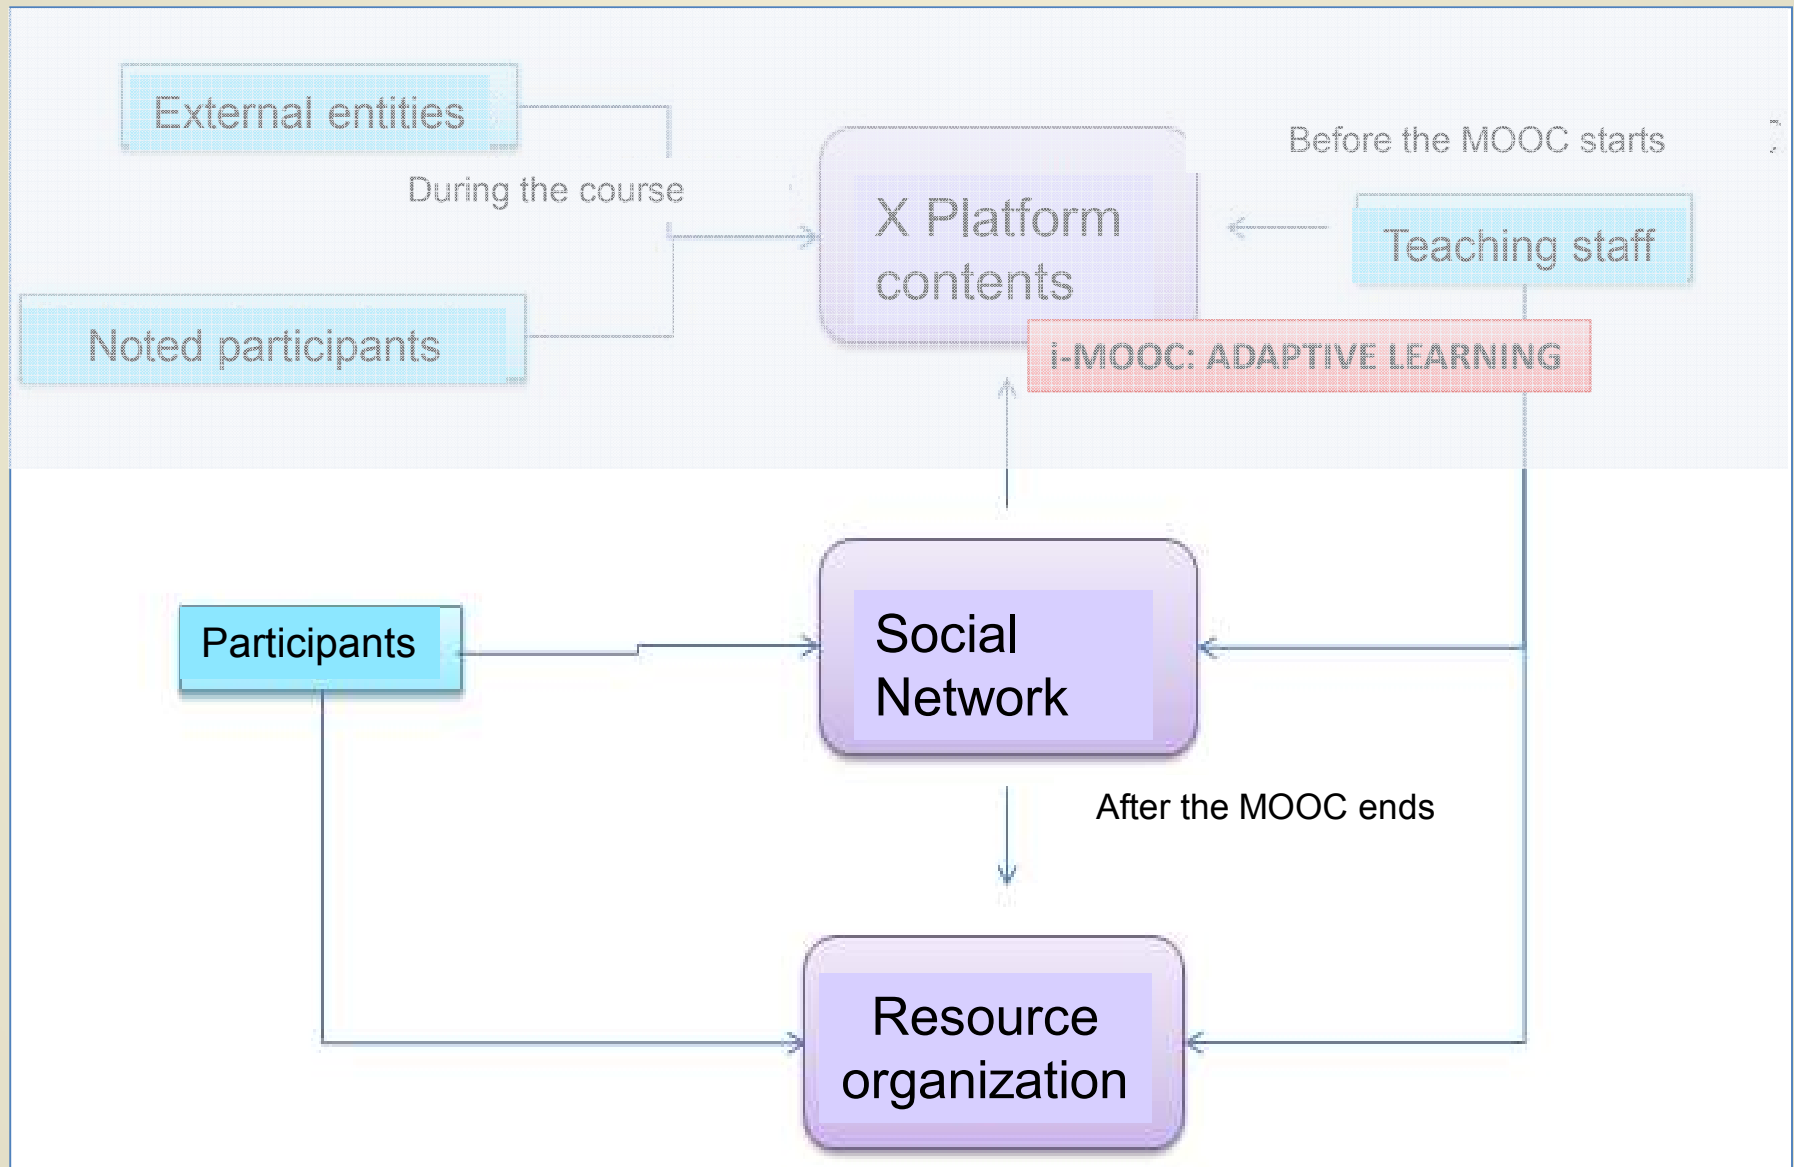 External entities
Before the MOOC starts
During the course
X Platform
contents
Teaching staff
Noted participants
i-MOOC: ADAPTIVE LEARNING
Participants
Social
Network
After the MOOC ends
Resource
organization